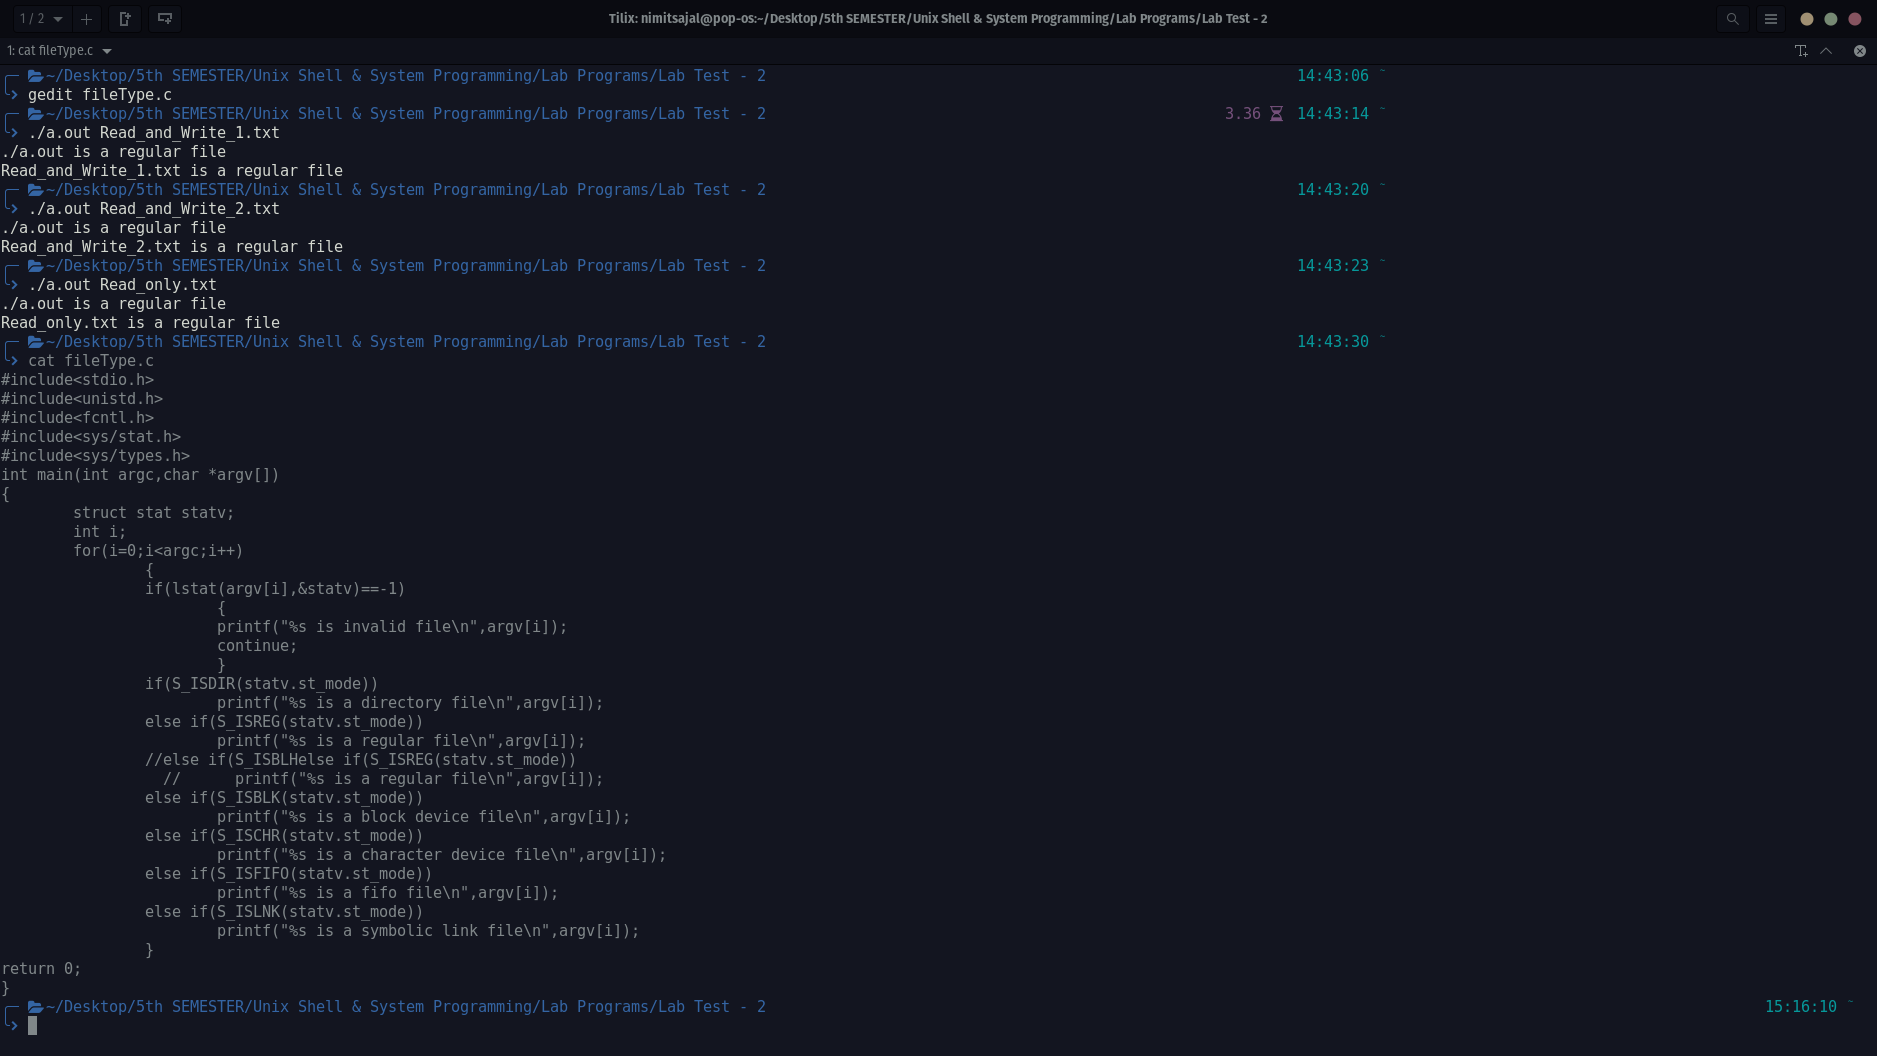 1 / 2
Tilix: nimitsajal@pop-os:~/Desktop/5th SEMESTER/Unix Shell & System Programming/Lab Programs/Lab Test - 2
1: cat fileType.c
~/Desktop/5th SEMESTER/Unix Shell & System Programming/Lab Programs/Lab Test - 2 14:43:06 ~
gedit fileType.c
~/Desktop/5th SEMESTER/Unix Shell & System Programming/Lab Programs/Lab Test - 2 3.36 14:43:14 ~
./a.out Read_and_Write_1.txt
./a.out is a regular file
Read_and_Write_1.txt is a regular file
~/Desktop/5th SEMESTER/Unix Shell & System Programming/Lab Programs/Lab Test - 2 14:43:20 ~
./a.out Read_and_Write_2.txt
./a.out is a regular file
Read_and_Write_2.txt is a regular file
~/Desktop/5th SEMESTER/Unix Shell & System Programming/Lab Programs/Lab Test - 2 14:43:23 ~
./a.out Read_only.txt
./a.out is a regular file
Read_only.txt is a regular file
~/Desktop/5th SEMESTER/Unix Shell & System Programming/Lab Programs/Lab Test - 2 14:43:30 ~
cat fileType.c
#include<stdio.h>
#include<unistd.h>
#include<fcntl.h>
#include<sys/stat.h>
#include<sys/types.h>
int main(int argc,char *argv[])
{
        struct stat statv;
        int i;
        for(i=0;i<argc;i++)
                {
                if(lstat(argv[i],&statv)==-1)
                        {
                        printf("%s is invalid file\n",argv[i]);
                        continue;
                        }
                if(S_ISDIR(statv.st_mode))
                        printf("%s is a directory file\n",argv[i]);
                else if(S_ISREG(statv.st_mode))
                        printf("%s is a regular file\n",argv[i]);
                //else if(S_ISBLHelse if(S_ISREG(statv.st_mode))
                  //      printf("%s is a regular file\n",argv[i]);
                else if(S_ISBLK(statv.st_mode))
                        printf("%s is a block device file\n",argv[i]);
                else if(S_ISCHR(statv.st_mode))
                        printf("%s is a character device file\n",argv[i]);
                else if(S_ISFIFO(statv.st_mode))
                        printf("%s is a fifo file\n",argv[i]);
                else if(S_ISLNK(statv.st_mode))
                        printf("%s is a symbolic link file\n",argv[i]);
                }
return 0;
}
~/Desktop/5th SEMESTER/Unix Shell & System Programming/Lab Programs/Lab Test - 2 15:16:10 ~